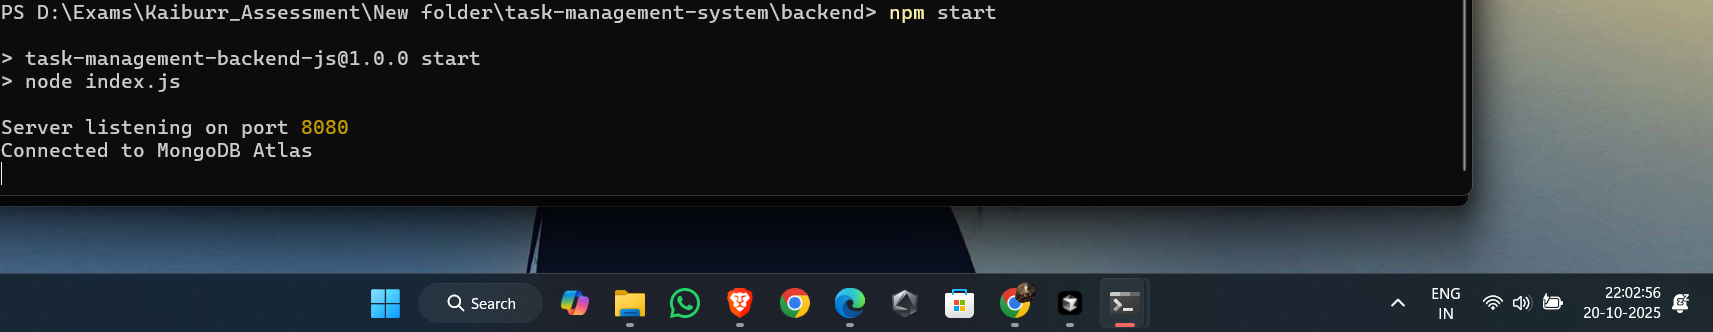 PS D:\Exams\Kaiburr_Assessment\New folder\task-management-system\backend> npm start
> task-management-backend-js@1.0.0 start
> node index.js
Server listening on port 8080
Connected to MongoDB Atlas
Search
ENG
IN
22:02:56
20-10-2025